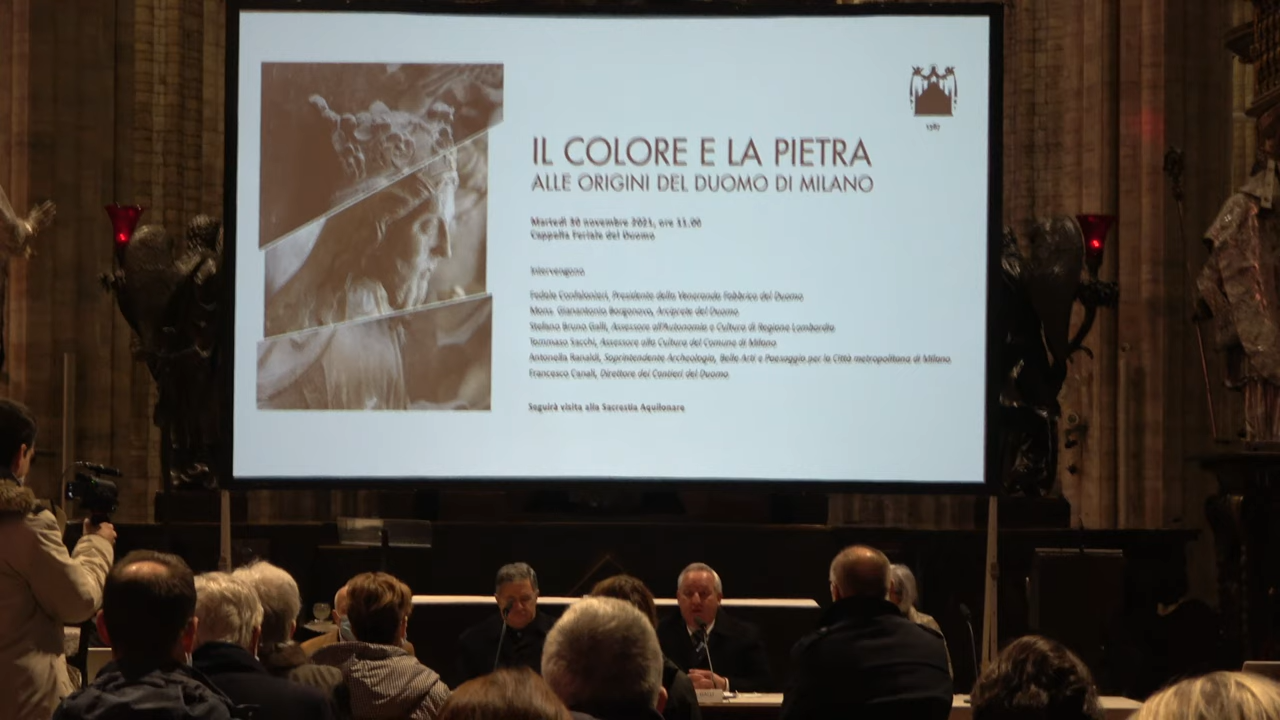 1387
IL COLORE E LA PIETRA
ALLE ORIGINI DEL DUOMO DI MILANO
Martedì 30 novembre 2021, ore 11.00
Cappella Feriale del Duomo
Intervengono
Fedele Confalonieri, Presidente della Veneranda Fabbrica del Duomo
Mons. Gianantonio Borgonovo, Arciprete del Duomo
Stefano Bruno Galli, Assessore all'Autonomia e Cultura di Regione Lombardia
Tommaso Sacchi, Assessore alla Cultura del Comune di Milano
Antonella Ranaldi, Soprintendente Archeologia, Belle Arti e Paesaggio per la Città metropolitana di Milano
Francesco Canali, Direttore dei Cantieri del Duomo
Seguirà visita alla Sacrestia Aquilonare